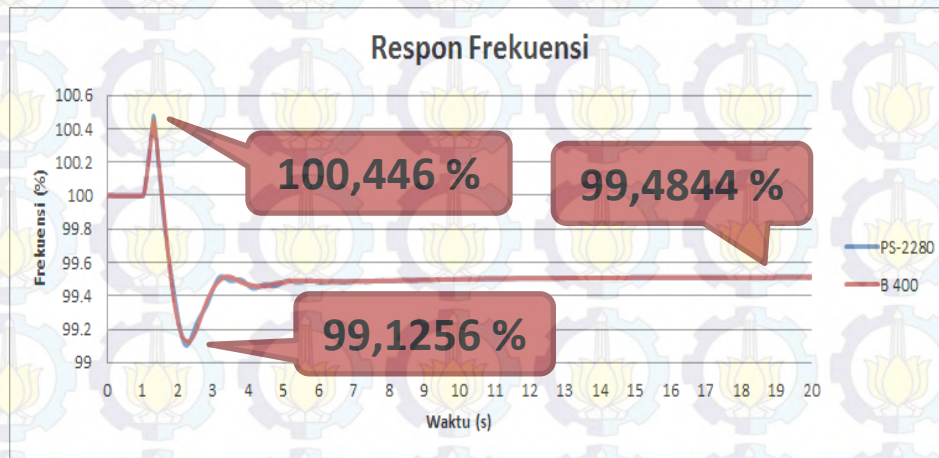 Respon Frekuensi
Frekuensi (%)
100.6
100.4
100.2
100
99.8
99.6
99.4
99.2
99
100,446 %
99,4844 %
99,1256 %
PS-2280
B 400
0 1 2 3 4 5 6 7 8 9 10 11 12 13 14 15 16 17 18 19 20
Waktu (s)